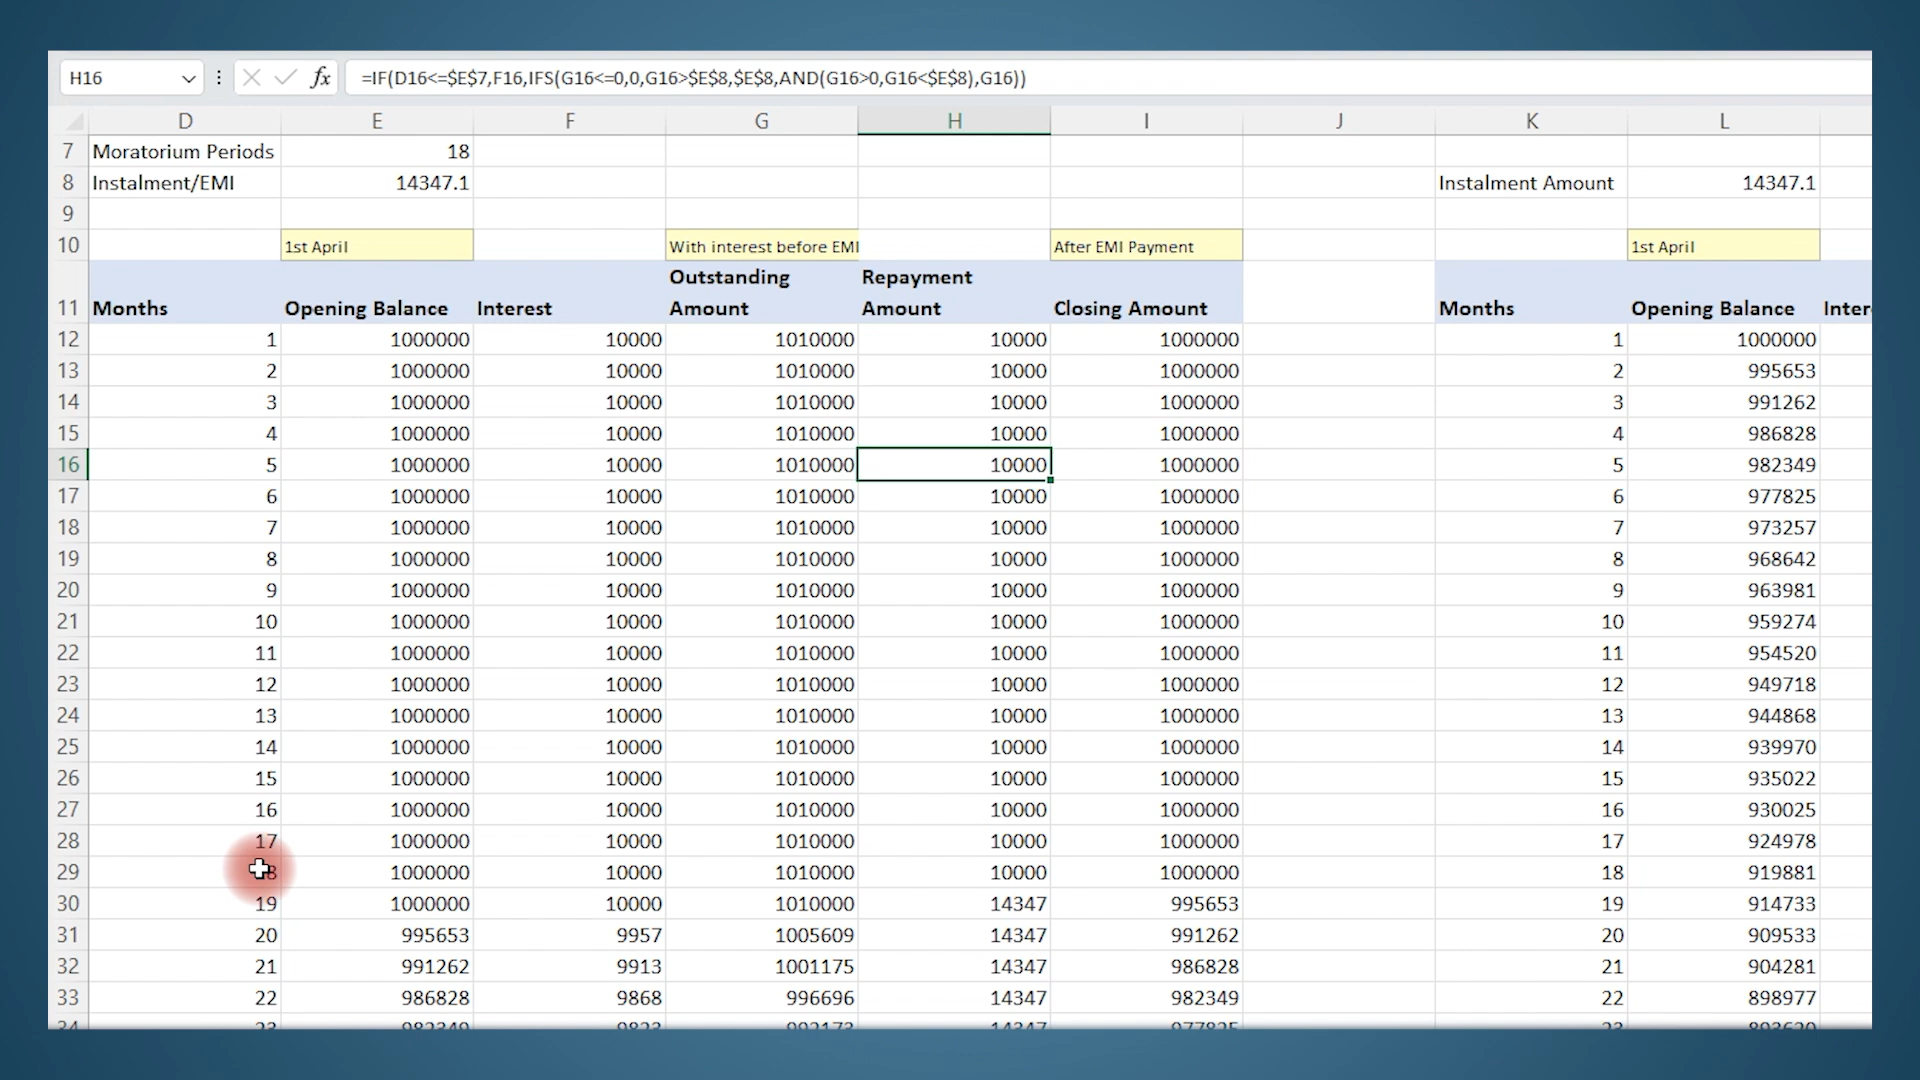 H16 fx =IF(D16<=$E$7,F16,IFS(G16<=0,0,G16>$E$8,$E$8,AND(G16>0,G16<$E$8),G16))
D E F G H I J K L
7 Moratorium Periods 18
8 Instalment/EMI 14347.1 Instalment Amount 14347.1
9
10 1st April With interest before EMI After EMI Payment 1st April
Outstanding Repayment
11 Months Opening Balance Interest Amount Amount Closing Amount Months Opening Balance Inter
12 1 1000000 10000 1010000 10000 1000000 1 1000000
13 2 1000000 10000 1010000 10000 1000000 2 995653
14 3 1000000 10000 1010000 10000 1000000 3 991262
15 4 1000000 10000 1010000 10000 1000000 4 986828
16 5 1000000 10000 1010000 10000 1000000 5 982349
17 6 1000000 10000 1010000 10000 1000000 6 977825
18 7 1000000 10000 1010000 10000 1000000 7 973257
19 8 1000000 10000 1010000 10000 1000000 8 968642
20 9 1000000 10000 1010000 10000 1000000 9 963981
21 10 1000000 10000 1010000 10000 1000000 10 959274
22 11 1000000 10000 1010000 10000 1000000 11 954520
23 12 1000000 10000 1010000 10000 1000000 12 949718
24 13 1000000 10000 1010000 10000 1000000 13 944868
25 14 1000000 10000 1010000 10000 1000000 14 939970
26 15 1000000 10000 1010000 10000 1000000 15 935022
27 16 1000000 10000 1010000 10000 1000000 16 930025
28 17 1000000 10000 1010000 10000 1000000 17 924978
29 18 1000000 10000 1010000 10000 1000000 18 919881
30 19 1000000 10000 1010000 14347 995653 19 914733
31 20 995653 9957 1005609 14347 991262 20 909533
32 21 991262 9913 1001175 14347 986828 21 904281
33 22 986828 9868 996696 14347 982349 22 898977
34 23 982349 9823 992173 14347 977825 23 893620